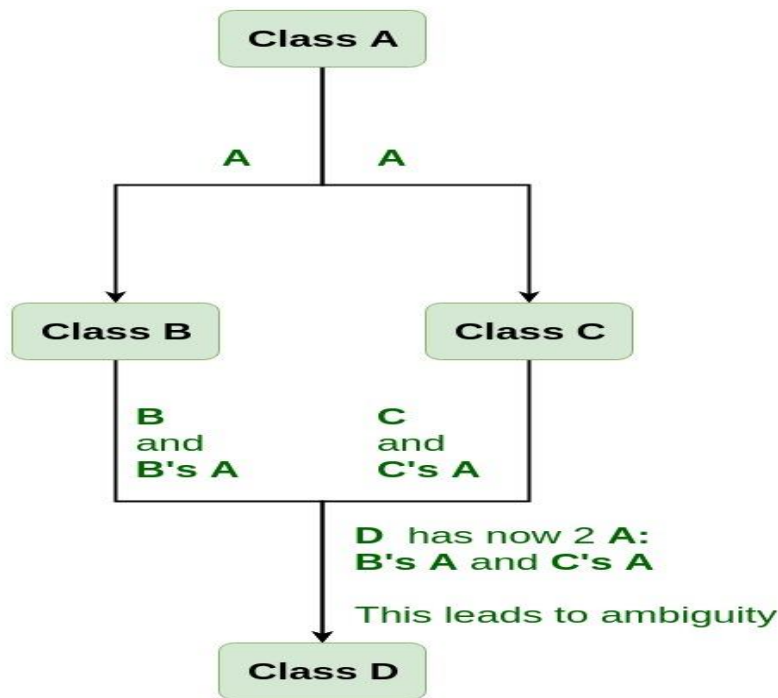 Class A
A A
Class B
Class C
B
and
B's A
C
and
C's A
D has now 2 A:
B's A and C's A
This leads to ambiguity
Class D